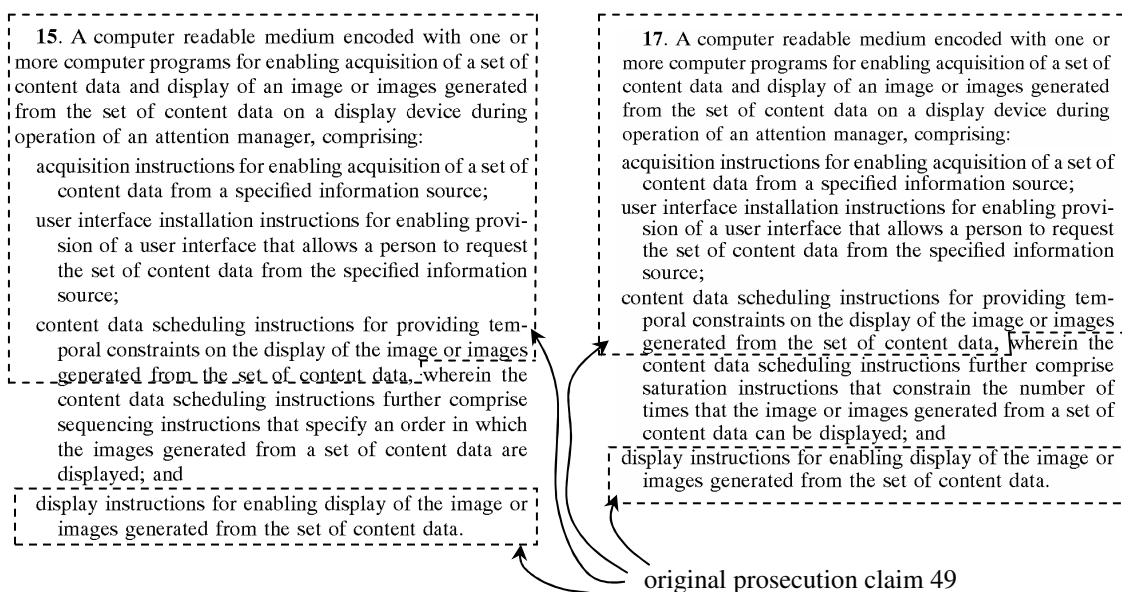 15. A computer readable medium encoded with one or
more computer programs for enabling acquisition of a set of
content data and display of an image or images generated
from the set of content data on a display device during
operation of an attention manager, comprising:
acquisition instructions for enabling acquisition of a set of
content data from a specified information source;
user interface installation instructions for enabling provi-
sion of a user interface that allows a person to request
the set of content data from the specified information
source;
content data scheduling instructions for providing tem-
poral constraints on the display of the image or images
generated from the set of content data, wherein the
content data scheduling instructions further comprise
sequencing instructions that specify an order in which
the images generated from a set of content data are
displayed; and
display instructions for enabling display of the image or
images generated from the set of content data.
17. A computer readable medium encoded with one or
more computer programs for enabling acquisition of a set of
content data and display of an image or images generated
from the set of content data on a display device during
operation of an attention manager, comprising:
acquisition instructions for enabling acquisition of a set of
content data from a specified information source;
user interface installation instructions for enabling provi-
sion of a user interface that allows a person to request
the set of content data from the specified information
source;
content data scheduling instructions for providing tem-
poral constraints on the display of the image or images
generated from the set of content data, wherein the
content data scheduling instructions further comprise
saturation instructions that constrain the number of
times that the image or images generated from a set of
content data can be displayed; and
display instructions for enabling display of the image or
images generated from the set of content data.
original prosecution claim 49